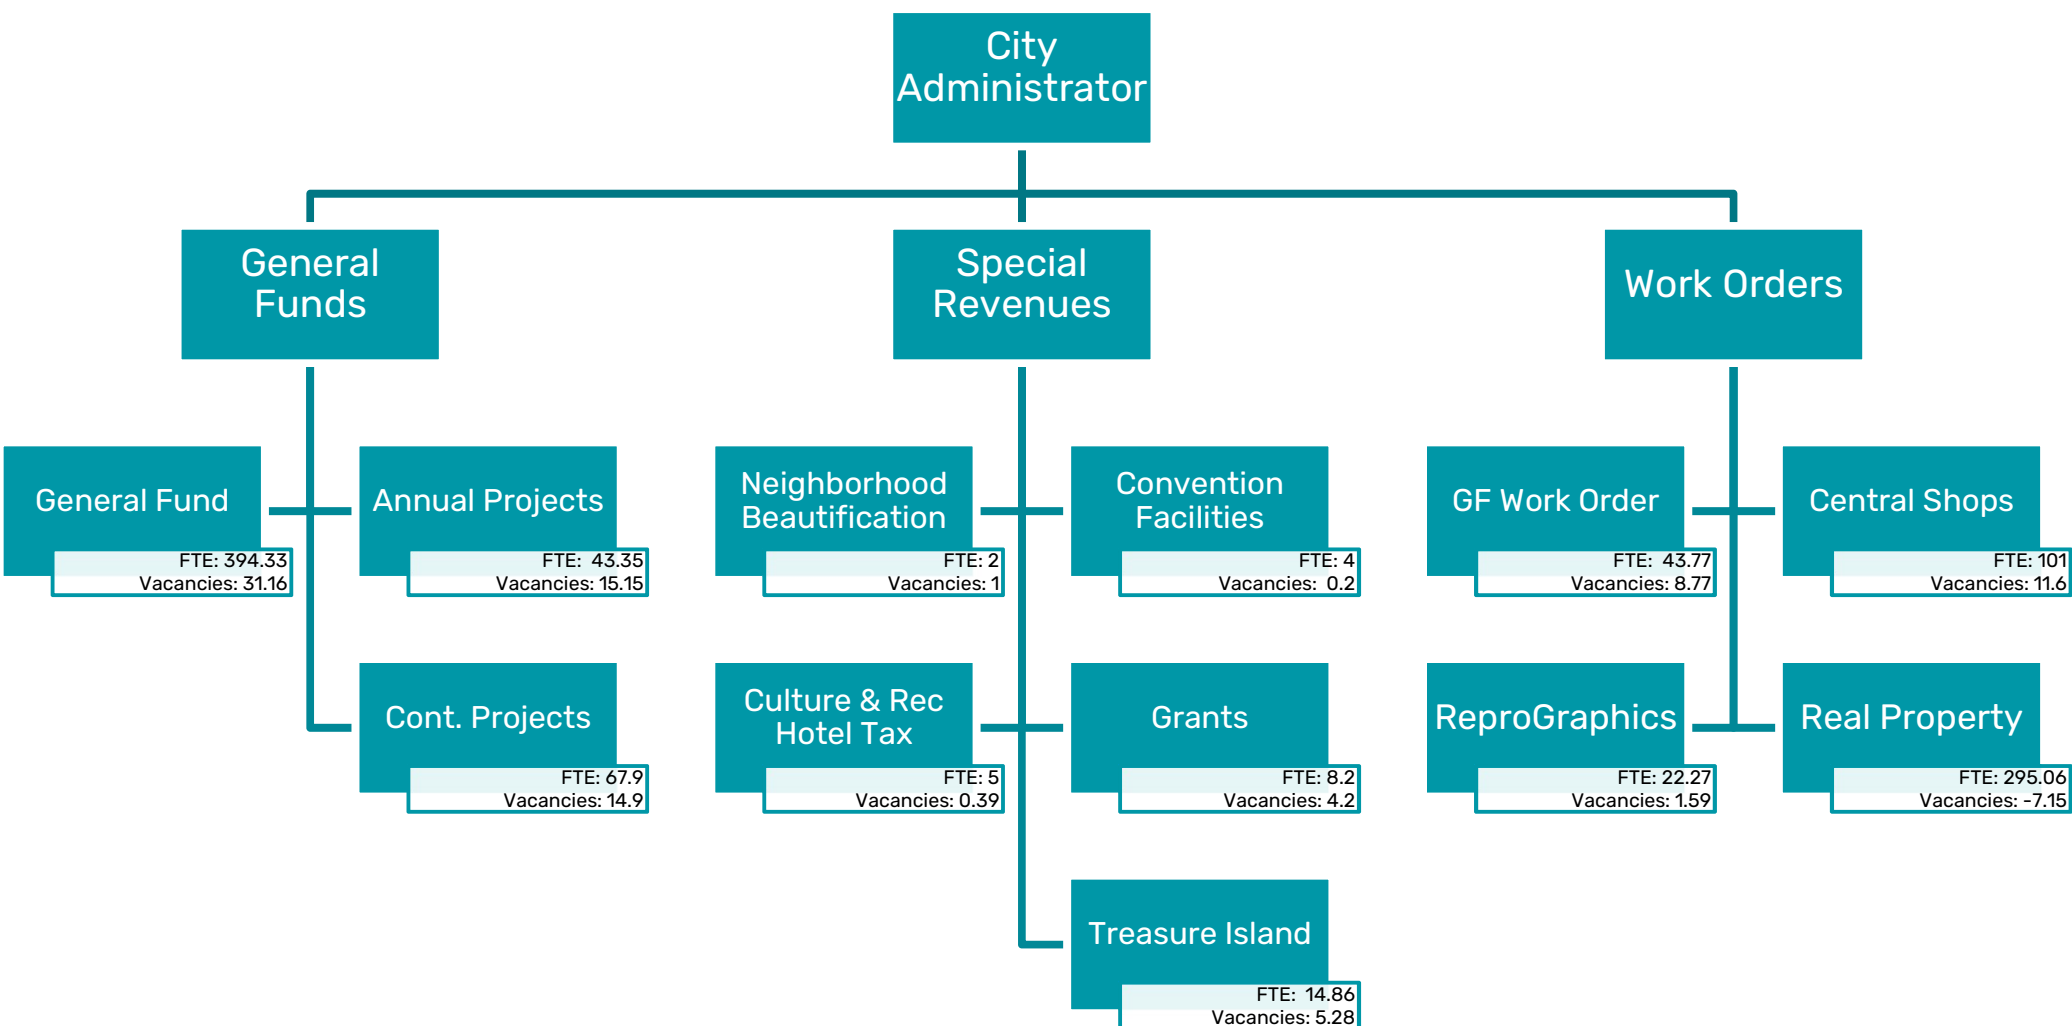 City
Administrator
General
Funds
Special
Revenues
Work Orders
General Fund
FTE: 394.33
Vacancies: 31.16
Annual Projects
FTE: 43.35
Vacancies: 15.15
Neighborhood
Beautification
FTE: 2
Vacancies: 1
Convention
Facilities
FTE: 4
Vacancies: 0.2
GF Work Order
FTE: 43.77
Vacancies: 8.77
Central Shops
FTE: 101
Vacancies: 11.6
Cont. Projects
FTE: 67.9
Vacancies: 14.9
Culture & Rec
Hotel Tax
FTE: 5
Vacancies: 0.39
Grants
FTE: 8.2
Vacancies: 4.2
ReproGraphics
FTE: 22.27
Vacancies: 1.59
Real Property
FTE: 295.06
Vacancies: -7.15
Treasure Island
FTE: 14.86
Vacancies: 5.28